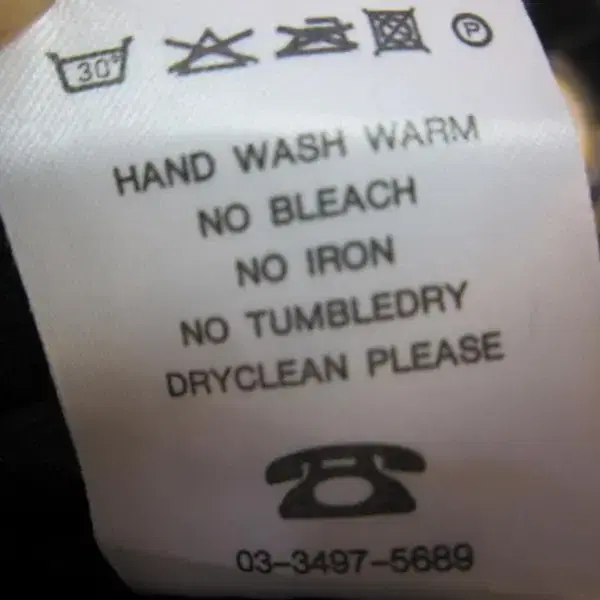 30°
P
HAND WASH WARM
NO BLEACH
NO IRON
NO TUMBLEDRY
DRYCLEAN PLEASE
03-3497-5689